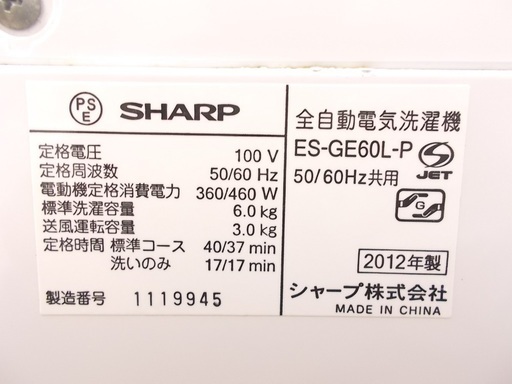 PSE SHARP
定格電圧 100 V
定格周波数 50/60 Hz
電動機定格消費電力 360/460 W
標準洗濯容量 6.0 kg
送風運転容量 3.0 kg
定格時間 標準コース 40/37 min
洗いのみ 17/17 min
製造番号 1119945
全自動電気洗濯機
ES-GE60L-P
JET
50/60Hz共用
G
2012年製
シャープ株式会社
MADE IN CHINA